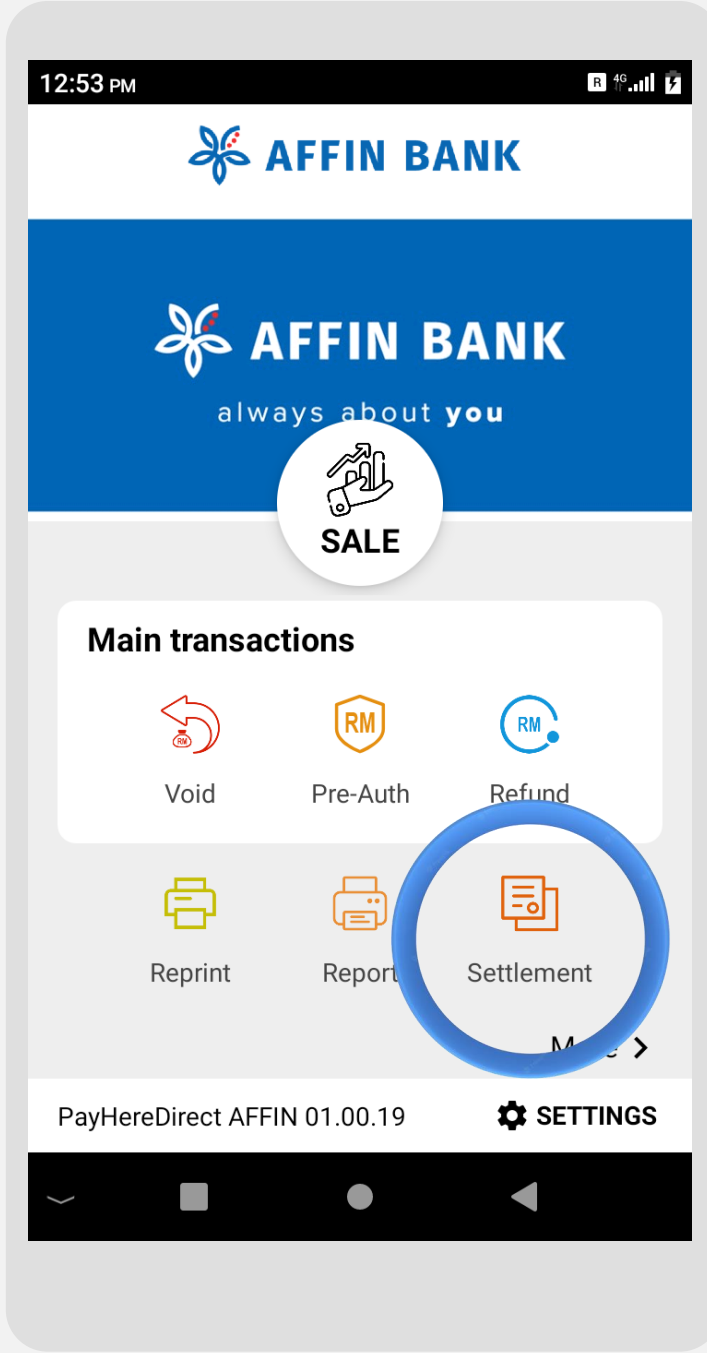 12:53 PM
R 4G
AFFIN BANK
AFFIN BANK
always about you
SALE
Main transactions
RM
RM
RM
Void Pre-Auth Refund
Reprint Report Settlement
PayHereDirect AFFIN 01.00.19
SETTINGS